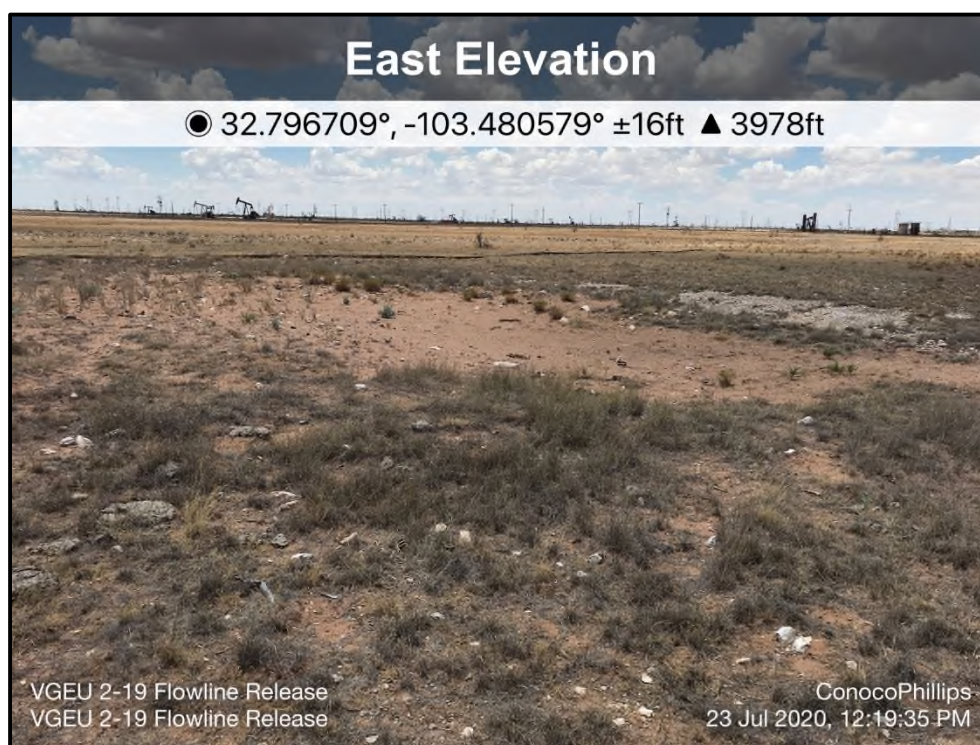 East Elevation
32.796709°, -103.480579° ±16ft ▲ 3978ft
VGEU 2-19 Flowline Release
VGEU 2-19 Flowline Release
ConocoPhillips
23 Jul 2020, 12:19:35 PM